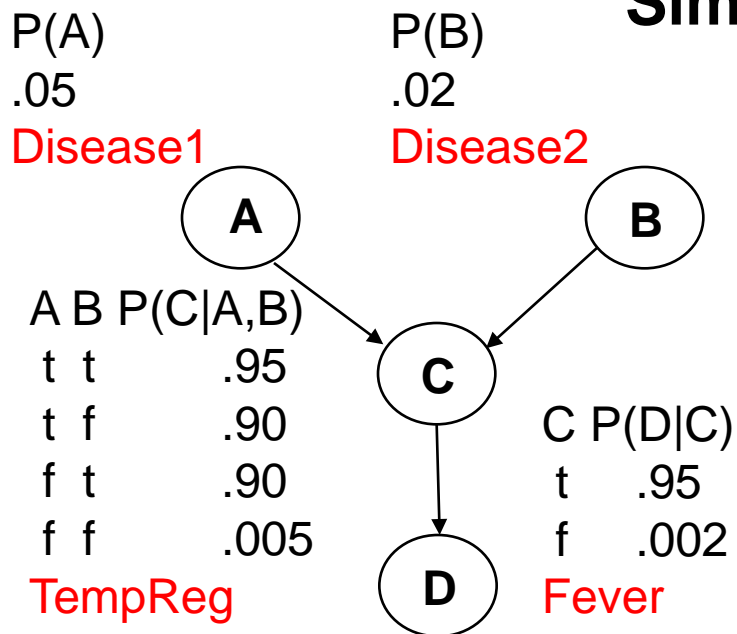 Sim
P(A)
.05
Disease1
P(B)
.02
Disease2
A
B
A B P(C|A,B)
t t .95
t f .90
f t .90
f f .005
TempReg
C
C P(D|C)
t .95
f .002
Fever
D